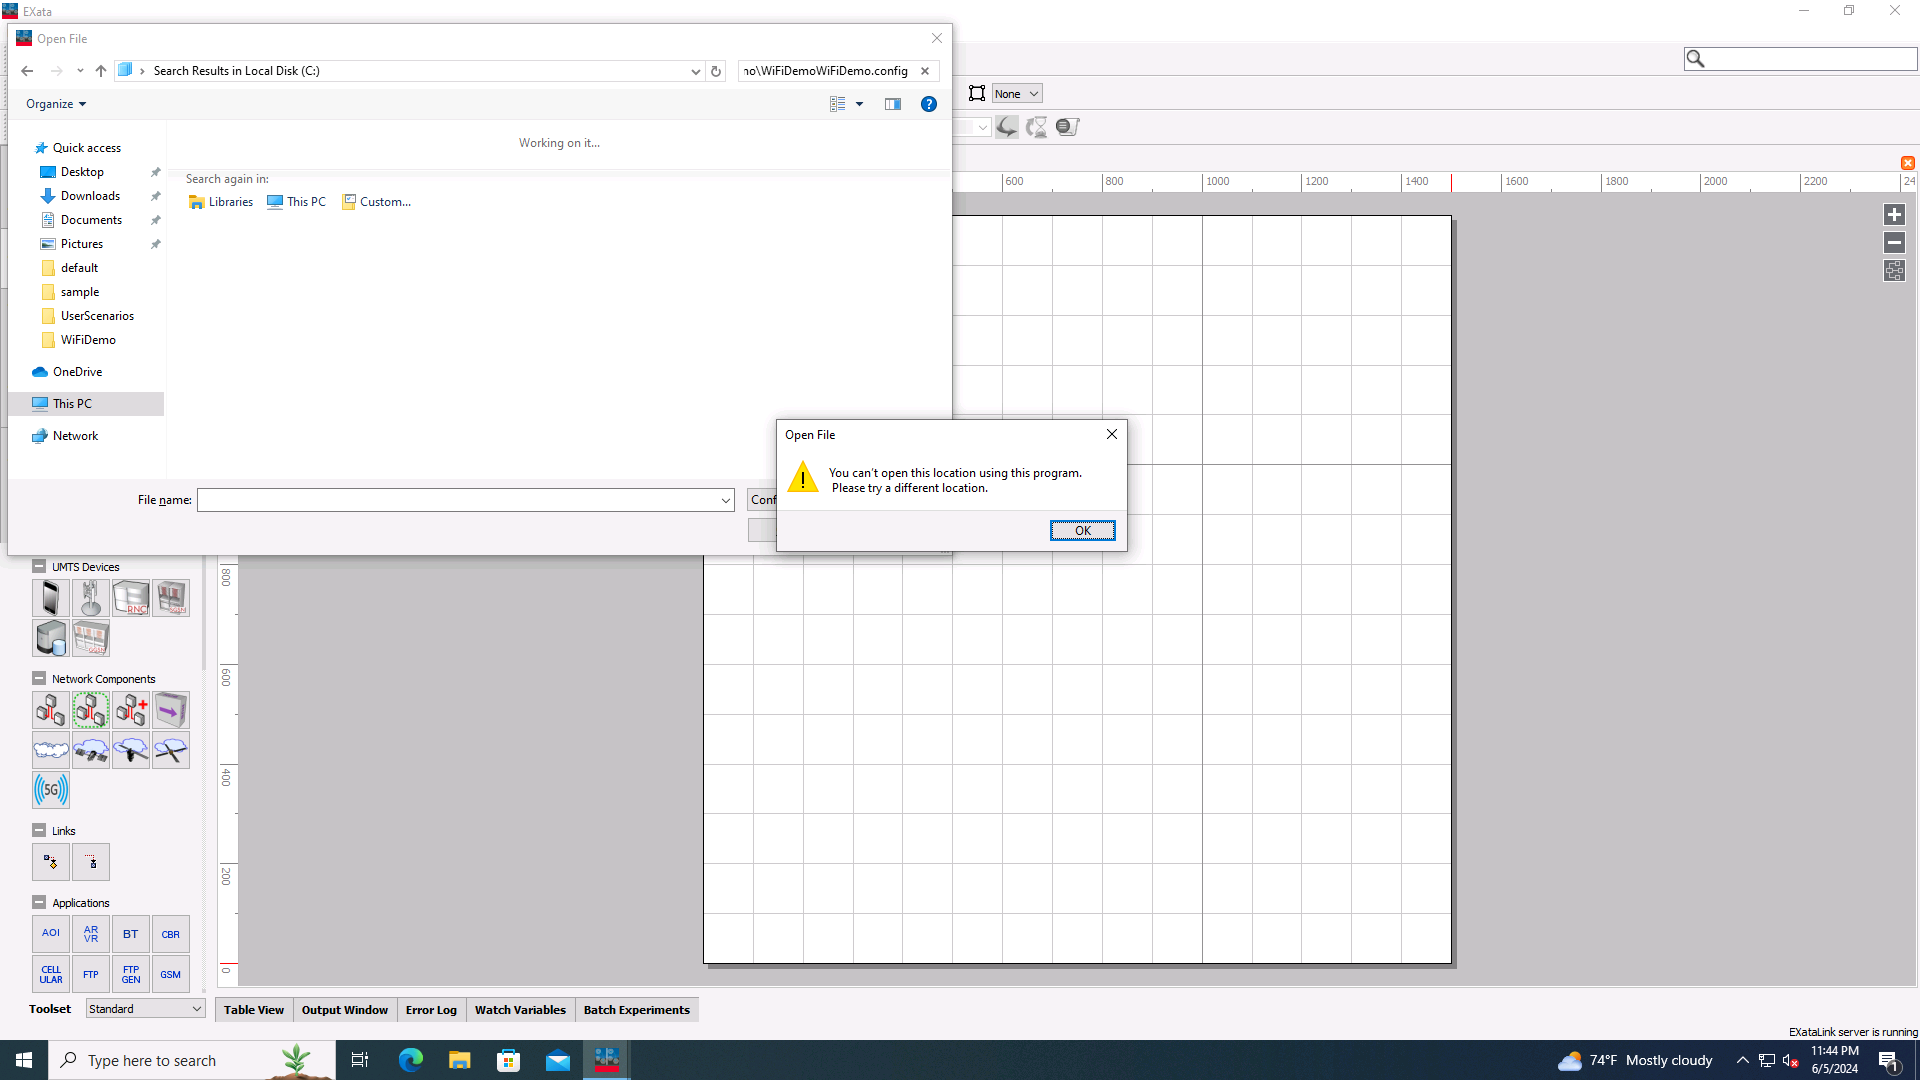 EXata
Open File
Search Results in Local Disk (C:)
no\WiFiDemoWiFiDemo.config
Organize
None
Working on it...
Search again in:
Libraries
This PC
Custom...
Quick access
Desktop
Downloads
Documents
Pictures
default
sample
UserScenarios
WiFiDemo
OneDrive
This PC
Network
600
800
1000
1200
1400
1600
1800
2000
2200
24
Open File
You can't open this location using this program.
Please try a different location.
OK
File name:
Conf
UMTS Devices
RNC
SGSN
GGSN
Network Components
5G
Links
Applications
AOI
AR VR
BT
CBR
CELL ULAR
FTP
FTP GEN
GSM
800
600
400
200
0
Toolset
Standard
Table View
Output Window
Error Log
Watch Variables
Batch Experiments
EXataLink server is running
Type here to search
74°F Mostly cloudy
11:44 PM
6/5/2024
1